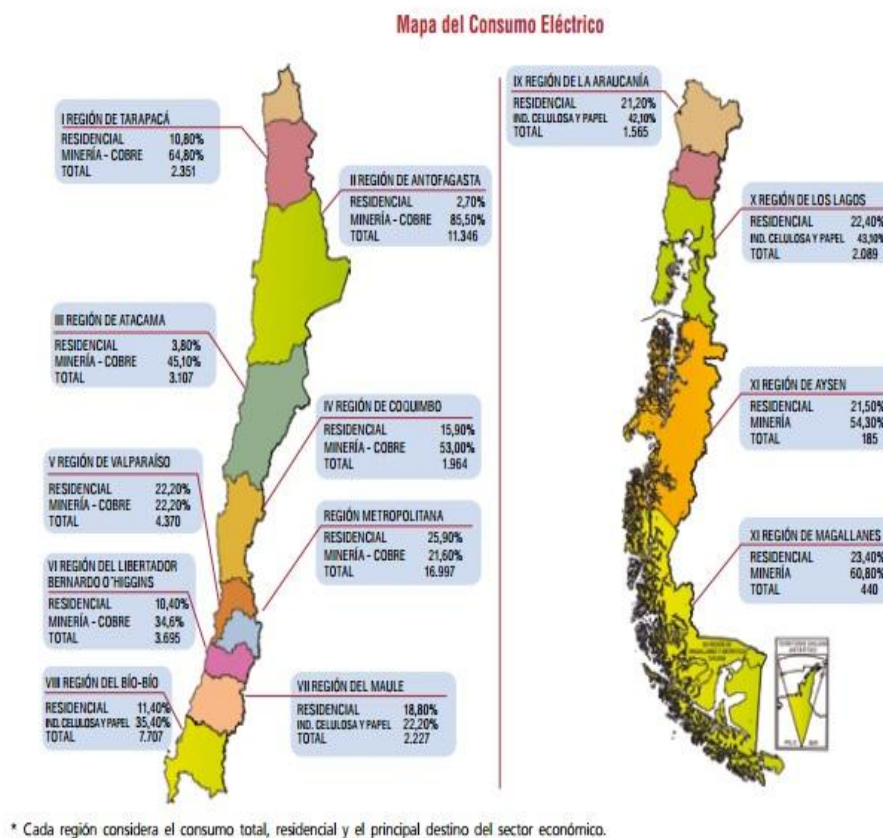 Mapa del Consumo Eléctrico
I REGIÓN DE TARAPACÁ
RESIDENCIAL 10,80%
MINERÍA - COBRE 64,80%
TOTAL 2.351
II REGIÓN DE ANTOFAGASTA
RESIDENCIAL 2,70%
MINERÍA - COBRE 85,50%
TOTAL 11.346
III REGIÓN DE ATACAMA
RESIDENCIAL 3,80%
MINERÍA - COBRE 45,10%
TOTAL 3.107
IV REGIÓN DE COQUIMBO
RESIDENCIAL 15,90%
MINERÍA - COBRE 53,00%
TOTAL 1.964
V REGIÓN DE VALPARAÍSO
RESIDENCIAL 22,20%
MINERÍA - COBRE 22,20%
TOTAL 4.370
REGIÓN METROPOLITANA
RESIDENCIAL 25,90%
MINERÍA - COBRE 21,60%
TOTAL 16.997
VI REGIÓN DEL LIBERTADOR
BERNARDO O'HIGGINS
RESIDENCIAL 10,40%
MINERÍA - COBRE 34,6%
TOTAL 3.695
VIII REGIÓN DEL BÍO-BÍO
RESIDENCIAL 11,40%
IND. CELULOSA Y PAPEL 35,40%
TOTAL 7.707
VII REGIÓN DEL MAULE
RESIDENCIAL 18,80%
IND. CELULOSA Y PAPEL 22,20%
TOTAL 2.227
IX REGIÓN DE LA ARAUCANÍA
RESIDENCIAL 21,20%
IND. CELULOSA Y PAPEL 42,10%
TOTAL 1.565
X REGIÓN DE LOS LAGOS
RESIDENCIAL 22,40%
IND. CELULOSA Y PAPEL 43,10%
TOTAL 2.089
XI REGIÓN DE AYSEN
RESIDENCIAL 21,50%
MINERÍA 54,30%
TOTAL 185
XI REGIÓN DE MAGALLANES
RESIDENCIAL 23,40%
MINERÍA 60,80%
TOTAL 440
* Cada región considera el consumo total, residencial y el principal destino del sector económico.